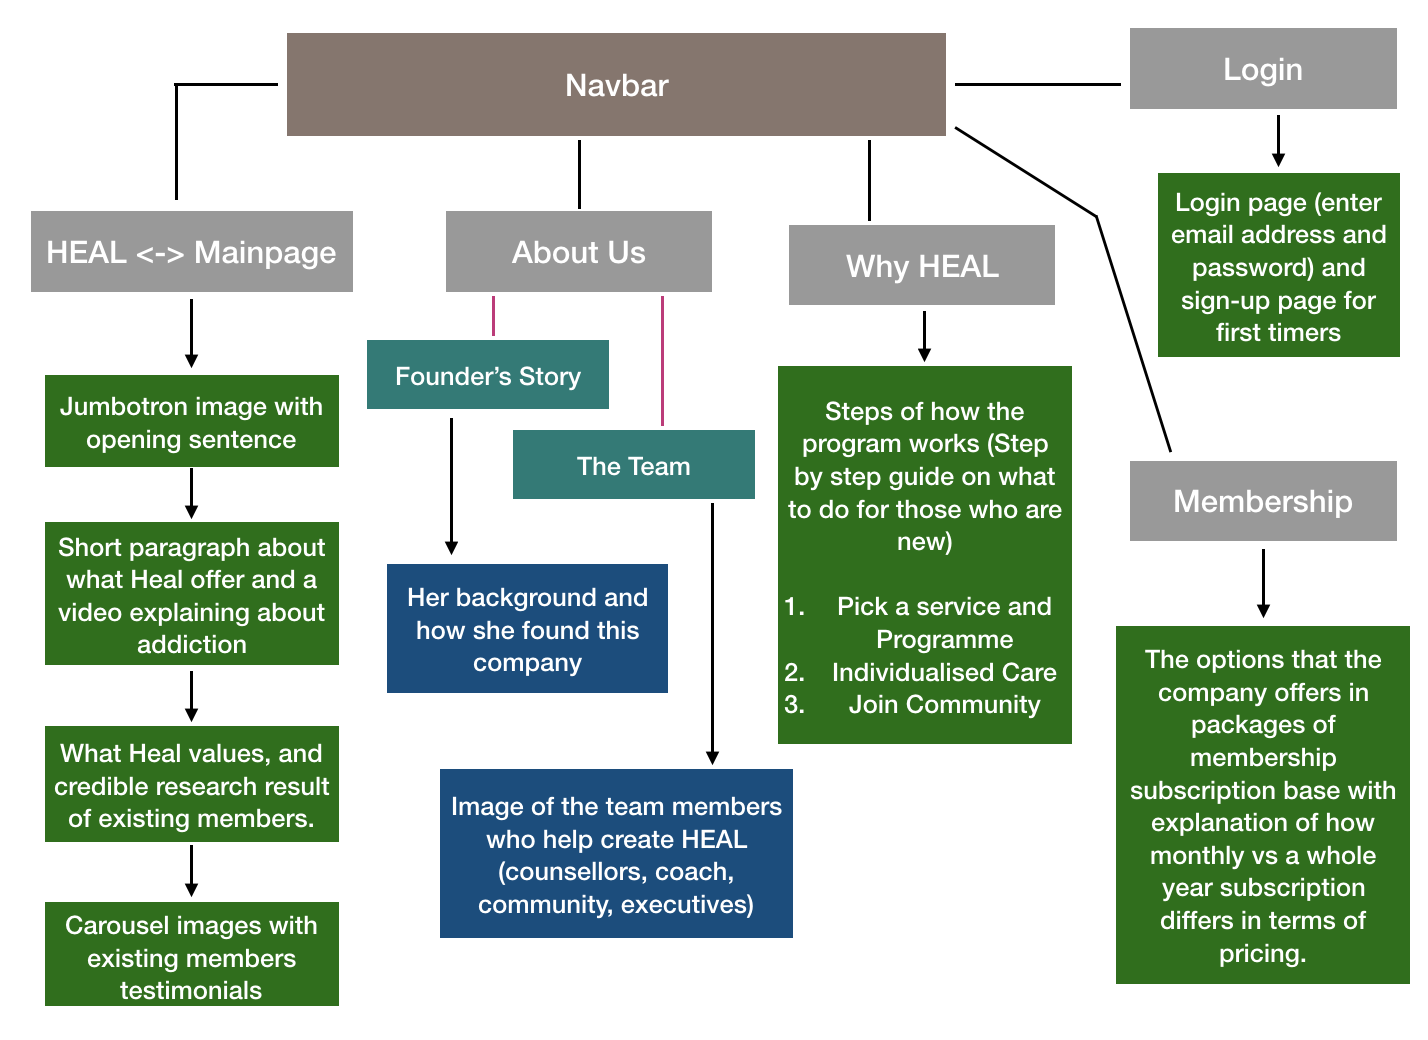 Navbar
Login
Login page (enter
email address and
password) and
sign-up page for
first timers
HEAL <-> Mainpage
Jumbotron image with
opening sentence
Short paragraph about
what Heal offer and a
video explaining about
addiction
What Heal values, and
credible research result
of existing members.
Carousel images with
existing members
testimonials
About Us
Founder’s Story
Her background and
how she found this
company
The Team
Image of the team members
who help create HEAL
(counsellors, coach,
community, executives)
Why HEAL
Steps of how the
program works (Step
by step guide on what
to do for those who are
new)
1. Pick a service and
Programme
2. Individualised Care
3. Join Community
Membership
The options that the
company offers in
packages of
membership
subscription base with
explanation of how
monthly vs a whole
year subscription
differs in terms of
pricing.